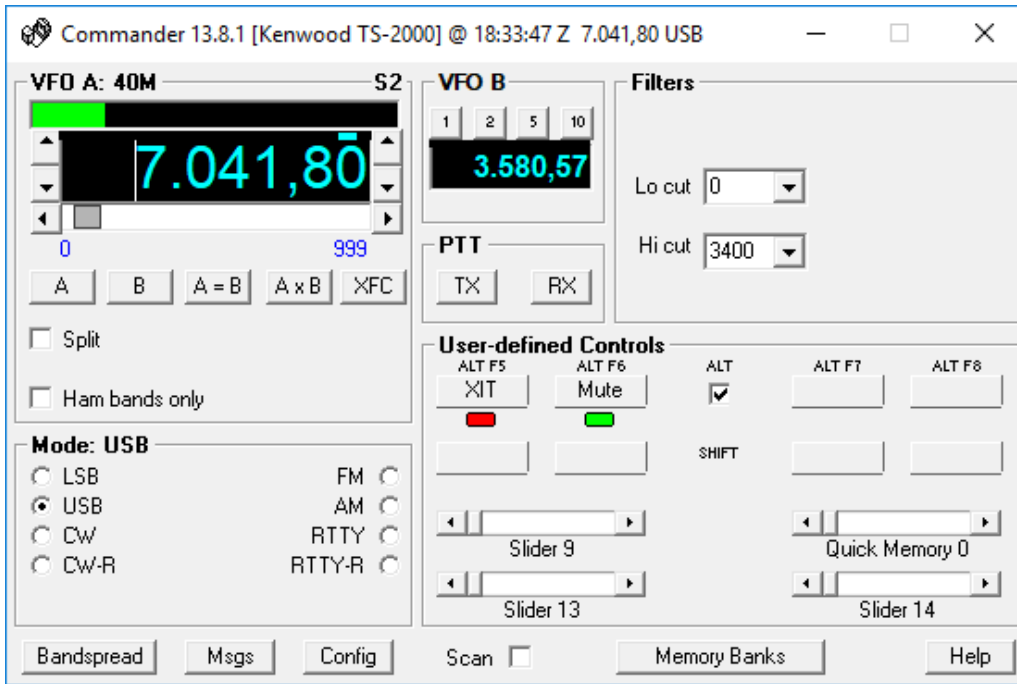 Commander 13.8.1 [Kenwood TS-2000] @ 18:33:47 Z  7.041,80 USB
VFO A: 40M
S2
7.041,80
0
999
A
B
A = B
A x B
XFC
Split
Ham bands only
VFO B
1
2
5
10
3.580,57
PTT
TX
RX
Filters
Lo cut
0
Hi cut
3400
Mode: USB
LSB
USB
CW
CW-R
FM
AM
RTTY
RTTY-R
User-defined Controls
ALT F5
ALT F6
ALT
ALT F7
ALT F8
XIT
Mute
SHIFT
Slider 9
Quick Memory 0
Slider 13
Slider 14
Bandspread
Msgs
Config
Scan
Memory Banks
Help